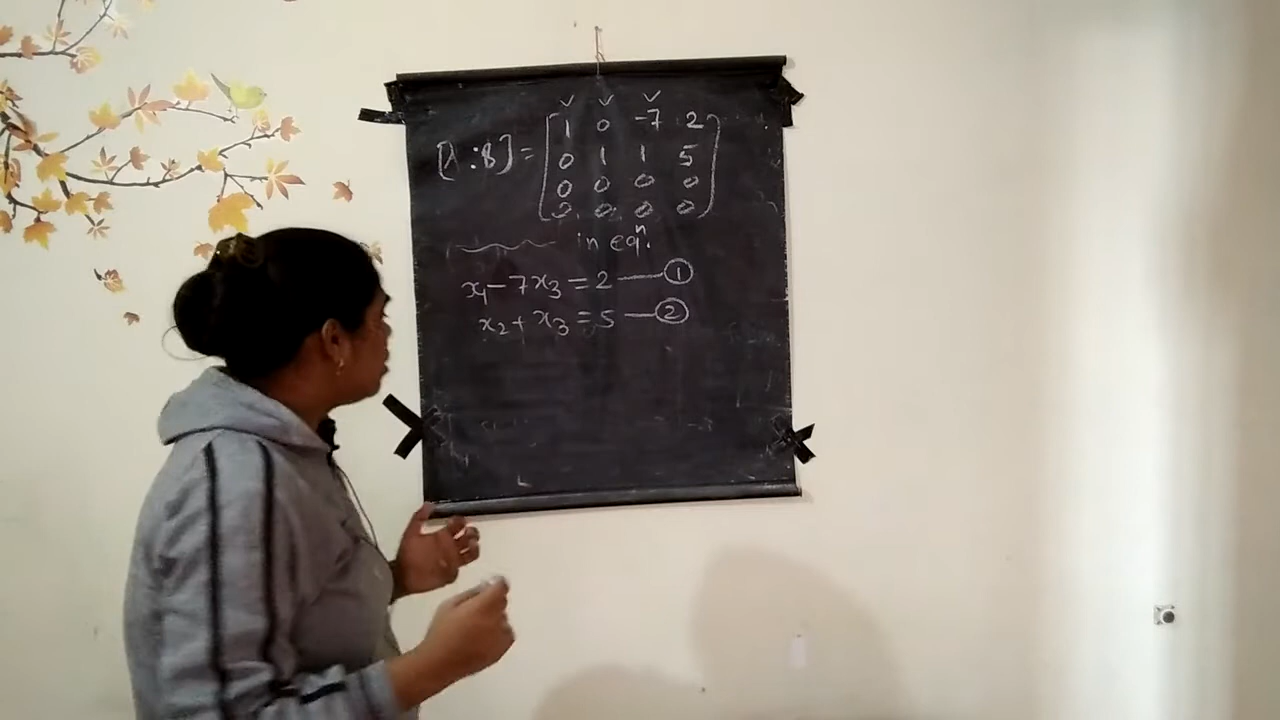 [A : B] =
1 0 -7 2
0 1 1 5
0 0 0 0
0 0 0 0
in eqⁿ.
x₁ - 7x₃ = 2 —— ①
x₂ + x₃ = 5 —— ②